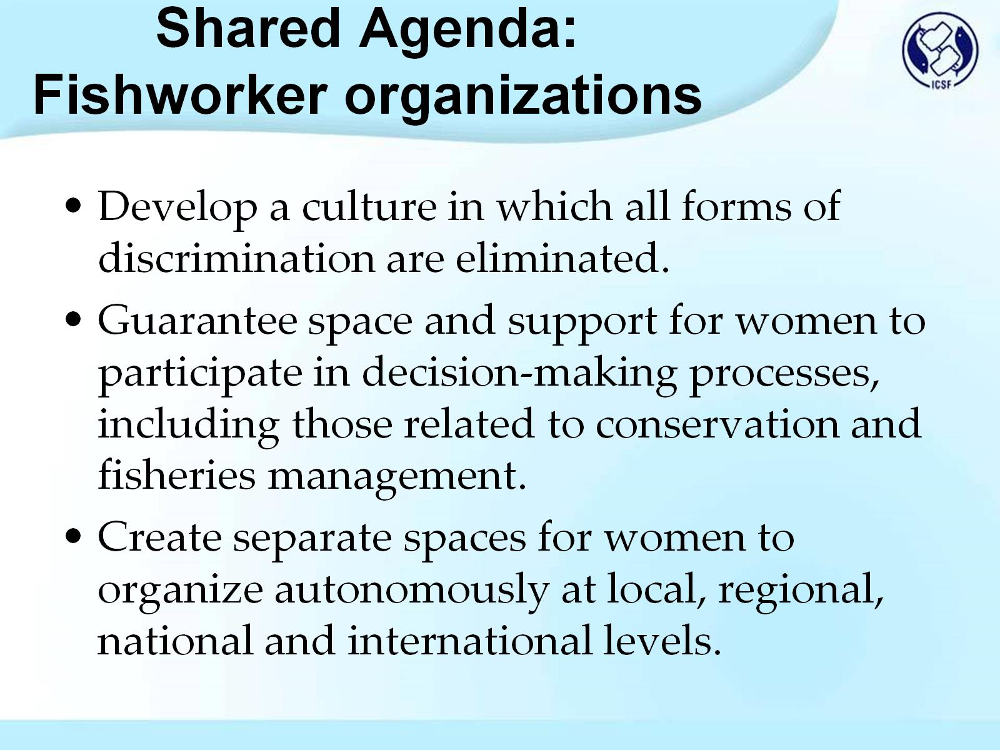 Shared Agenda:
Fishworker organizations
ICSF
• Develop a culture in which all forms of
discrimination are eliminated.
• Guarantee space and support for women to
participate in decision-making processes,
including those related to conservation and
fisheries management.
• Create separate spaces for women to
organize autonomously at local, regional,
national and international levels.